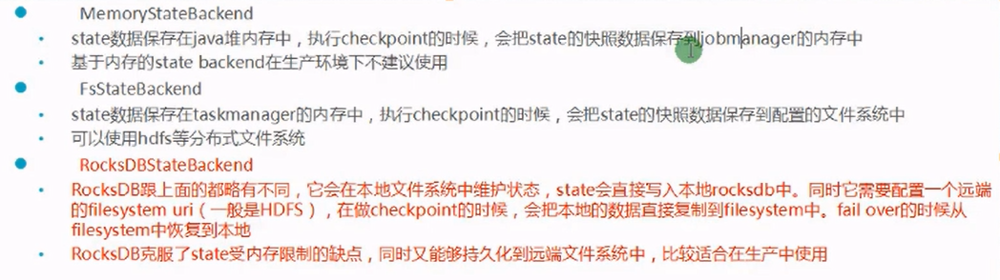 MemoryStateBackend
state数据保存在java堆内存中，执行checkpoint的时候，会把state的快照数据保存到jobmanager的内存中
基于内存的state backend在生产环境下不建议使用
FsStateBackend
state数据保存在taskmanager的内存中，执行checkpoint的时候，会把state的快照数据保存到配置的文件系统中
可以使用hdfs等分布式文件系统
RocksDBStateBackend
RocksDB跟上面的都略有不同，它会在本地文件系统中维护状态，state会直接写入本地rocksdb中。同时它需要配置一个远端
的filesystem uri（一般是HDFS），在做checkpoint的时候，会把本地的数据直接复制到filesystem中。fail over的时候从
filesystem中恢复到本地
RocksDB克服了state受内存限制的缺点，同时又能够持久化到远端文件系统中，比较适合在生产中使用